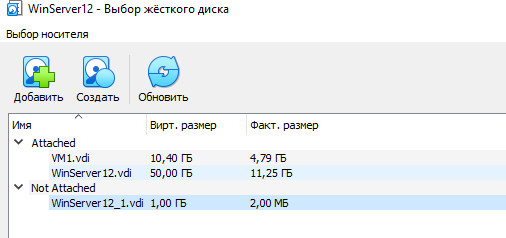 WinServer12 - Выбор жёсткого диска
Выбор носителя
Добавить Создать Обновить
Имя Вирт. размер Факт. размер
Attached
VM1.vdi 10,40 ГБ 4,79 ГБ
WinServer12.vdi 50,00 ГБ 11,25 ГБ
Not Attached
WinServer12_1.vdi 1,00 ГБ 2,00 МБ